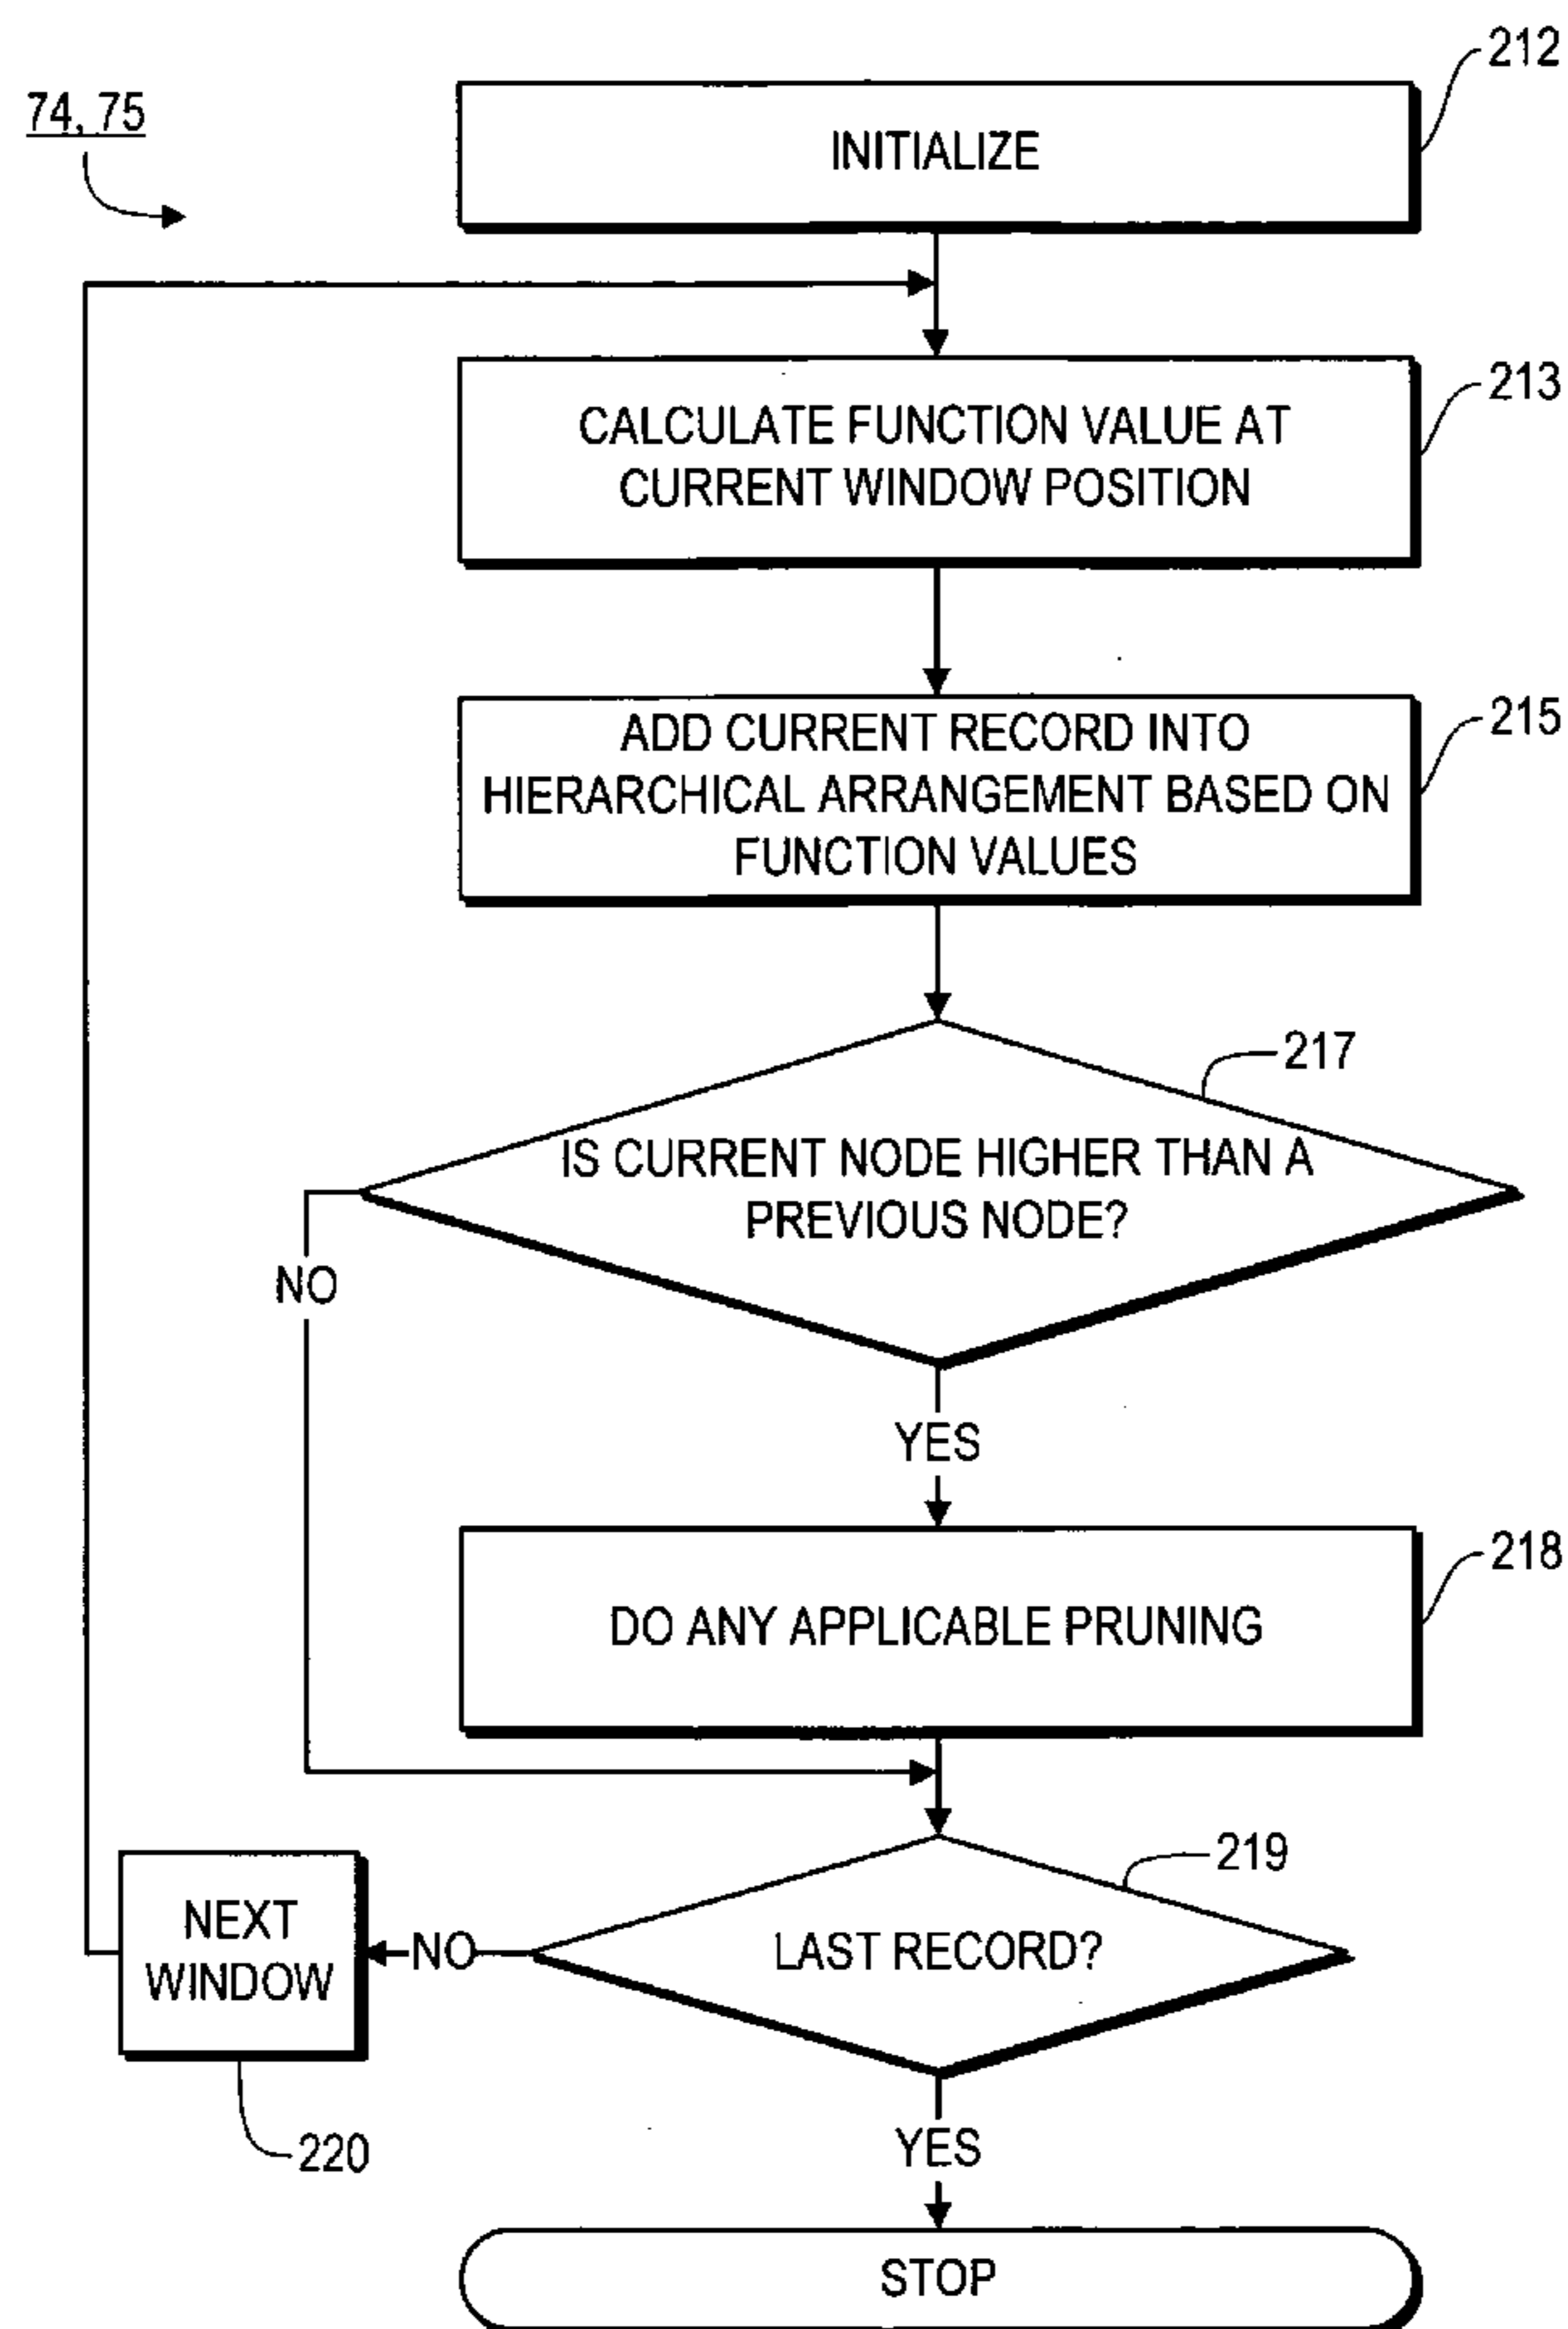 212
74, 75
INITIALIZE
213
CALCULATE FUNCTION VALUE AT
CURRENT WINDOW POSITION
215
ADD CURRENT RECORD INTO
HIERARCHICAL ARRANGEMENT BASED ON
FUNCTION VALUES
217
IS CURRENT NODE HIGHER THAN A
PREVIOUS NODE?
NO
YES
218
DO ANY APPLICABLE PRUNING
219
LAST RECORD?
NO
NEXT
WINDOW
220
YES
STOP